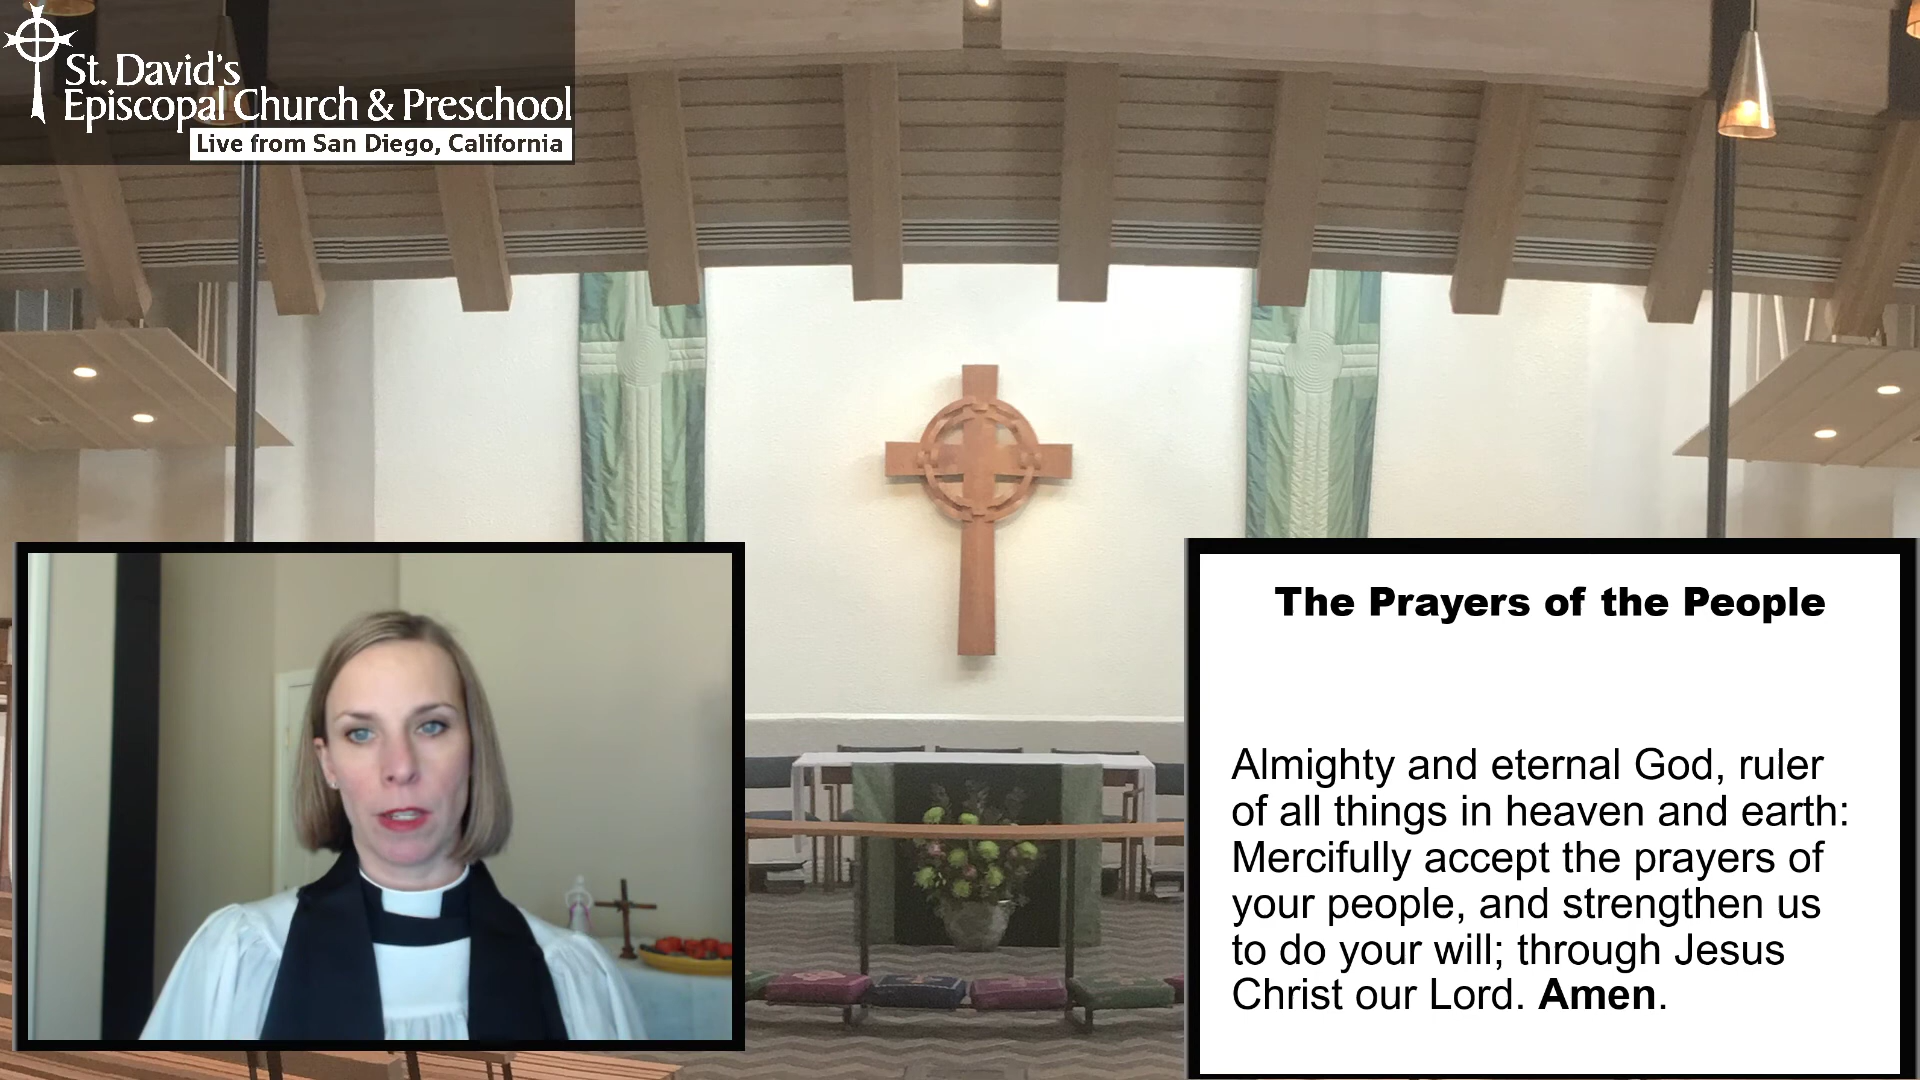 St. David's
Episcopal Church & Preschool
Live from San Diego, California
The Prayers of the People
Almighty and eternal God, ruler
of all things in heaven and earth:
Mercifully accept the prayers of
your people, and strengthen us
to do your will; through Jesus
Christ our Lord. Amen.